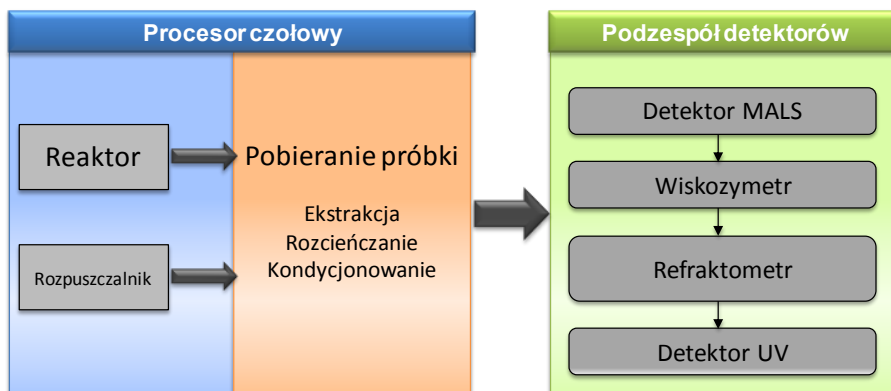 Procesor czołowy
Reaktor
Rozpuszczalnik
Pobieranie próbki
Ekstrakcja
Rozcieńczanie
Kondycjonowanie
Podzespół detektorów
Detektor MALS
Wiskozymetr
Refraktometr
Detektor UV